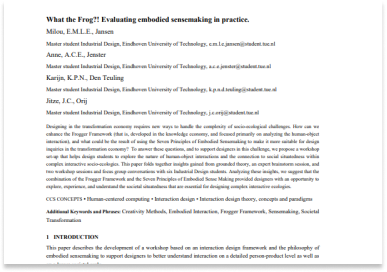 What the Frog?! Evaluating embodied sensemaking in practice.
Milou, E.M.L.E., Jansen
Master student Industrial Design, Eindhoven University of Technology, e.m.l.e.jansen@student.tue.nl
Anne, A.C.E., Jenster
Master student Industrial Design, Eindhoven University of Technology, a.c.e.jenster@student.tue.nl
Karijn, K.P.N., Den Teuling
Master student Industrial Design, Eindhoven University of Technology, k.p.n.d.teuling@student.tue.nl
Jitze, J.C., Orij
Master student Industrial Design, Eindhoven University of Technology, j.c.orij@student.tue.nl
Designing in the transformation economy requires new ways to handle the complexity of socio-ecological challenges. How can we
enhance the Frogger Framework (that is, developed in the knowledge economy, and focused primarily on analyzing the human-object
interaction), and what could be the result of using the Seven Principles of Embodied Sensemaking to make it more suitable for design
inquiries in the transformation economy? To answer these questions, and to support designers in this challenge, we propose a workshop
set-up that helps design students to explore the nature of human-object interactions and the connection to social situatedness within
complex interactive socio-ecologies. This paper folds together insights gained from grounded theory, an expert brainstorm session, and
two workshop sessions and focus group conversations with six Industrial Design students. Analyzing these insights, we suggest that the
combination of the Frogger Framework and the Seven Principles of Embodied Sense Making provided designers with an opportunity to
explore, experience, and understand the societal situatedness that are essential for designing complex interactive ecologies.
CCS CONCEPTS • Human-centered computing • Interaction design • Interaction design theory, concepts and paradigms
Additional Keywords and Phrases: Creativity Methods, Embodied Interaction, Frogger Framework, Sensemaking, Societal
Transformation
1 INTRODUCTION
This paper describes the development of a workshop based on an interaction design framework and the philosophy of
embodied sensemaking to support designers to better understand interaction on a detailed person-product level as well as